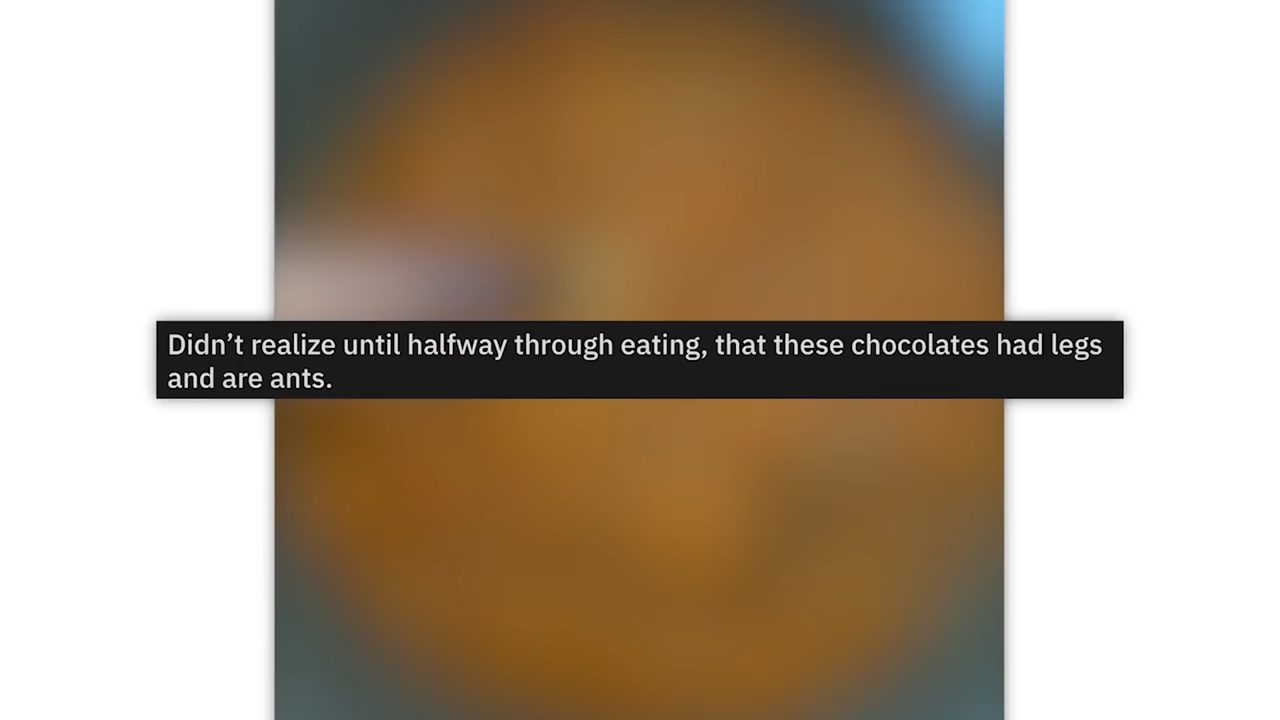 Didn’t realize until halfway through eating, that these chocolates had legs
and are ants.